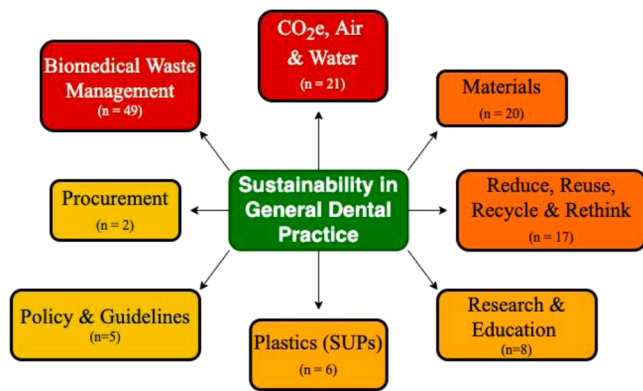 CO₂e, Air
& Water
(n = 21)
Biomedical Waste
Management
(n = 49)
Materials
(n = 20)
Sustainability in
General Dental
Practice
Procurement
(n = 2)
Reduce, Reuse,
Recycle & Rethink
(n = 17)
Policy & Guidelines
(n=5)
Plastics (SUPs)
(n = 6)
Research &
Education
(n=8)